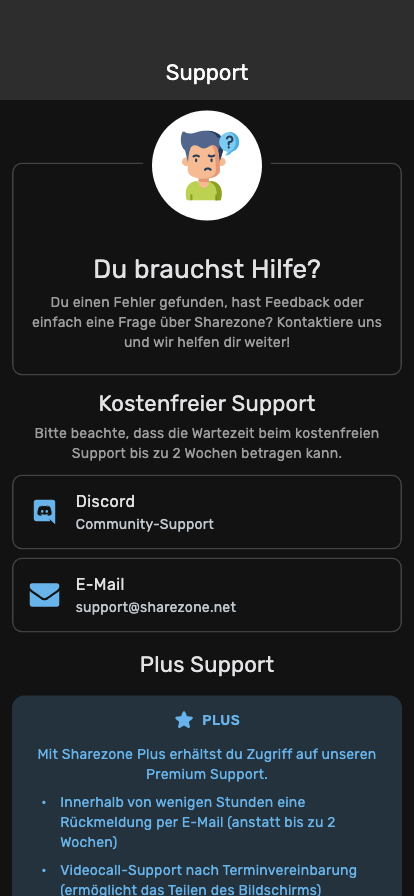 Support
?
Du brauchst Hilfe?
Du einen Fehler gefunden, hast Feedback oder
einfach eine Frage über Sharezone? Kontaktiere uns
und wir helfen dir weiter!
Kostenfreier Support
Bitte beachte, dass die Wartezeit beim kostenfreien
Support bis zu 2 Wochen betragen kann.
Discord
Community-Support
E-Mail
support@sharezone.net
Plus Support
PLUS
Mit Sharezone Plus erhältst du Zugriff auf unseren
Premium Support.
• Innerhalb von wenigen Stunden eine
Rückmeldung per E-Mail (anstatt bis zu 2
Wochen)
• Videocall-Support nach Terminvereinbarung
(ermöglicht das Teilen des Bildschirms)